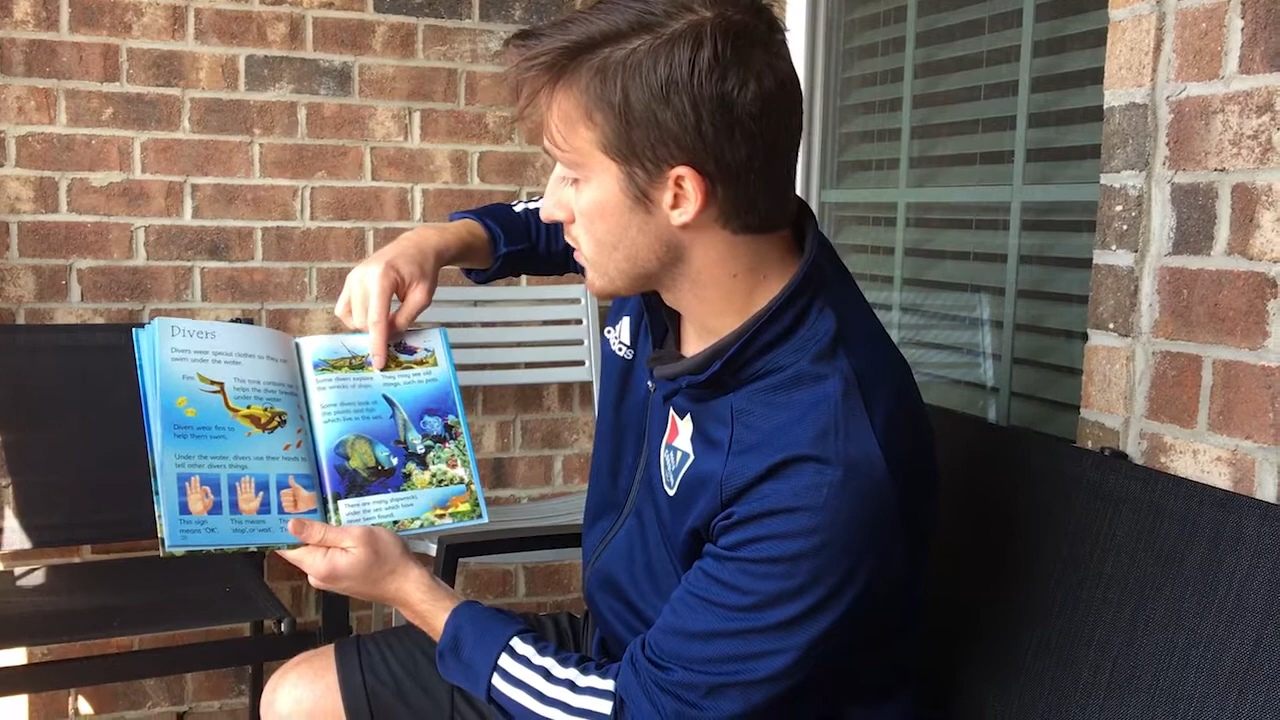 Divers
Divers wear special clothes so they can
swim under the water.
Fin
This tank contains
helps the diver breathe
under the water.
Divers wear fins to
help them swim.
Under the water, divers use their hands to
tell other divers things.
This sign
means 'OK'.
This means
'stop', or 'wait'.
Some divers explore
the wrecks of ships.
They may see old
things, such as pots.
Some divers look at
the plants and fish
which live in the sea.
There are many shipwrecks
under the sea which have
never been found.
adidas